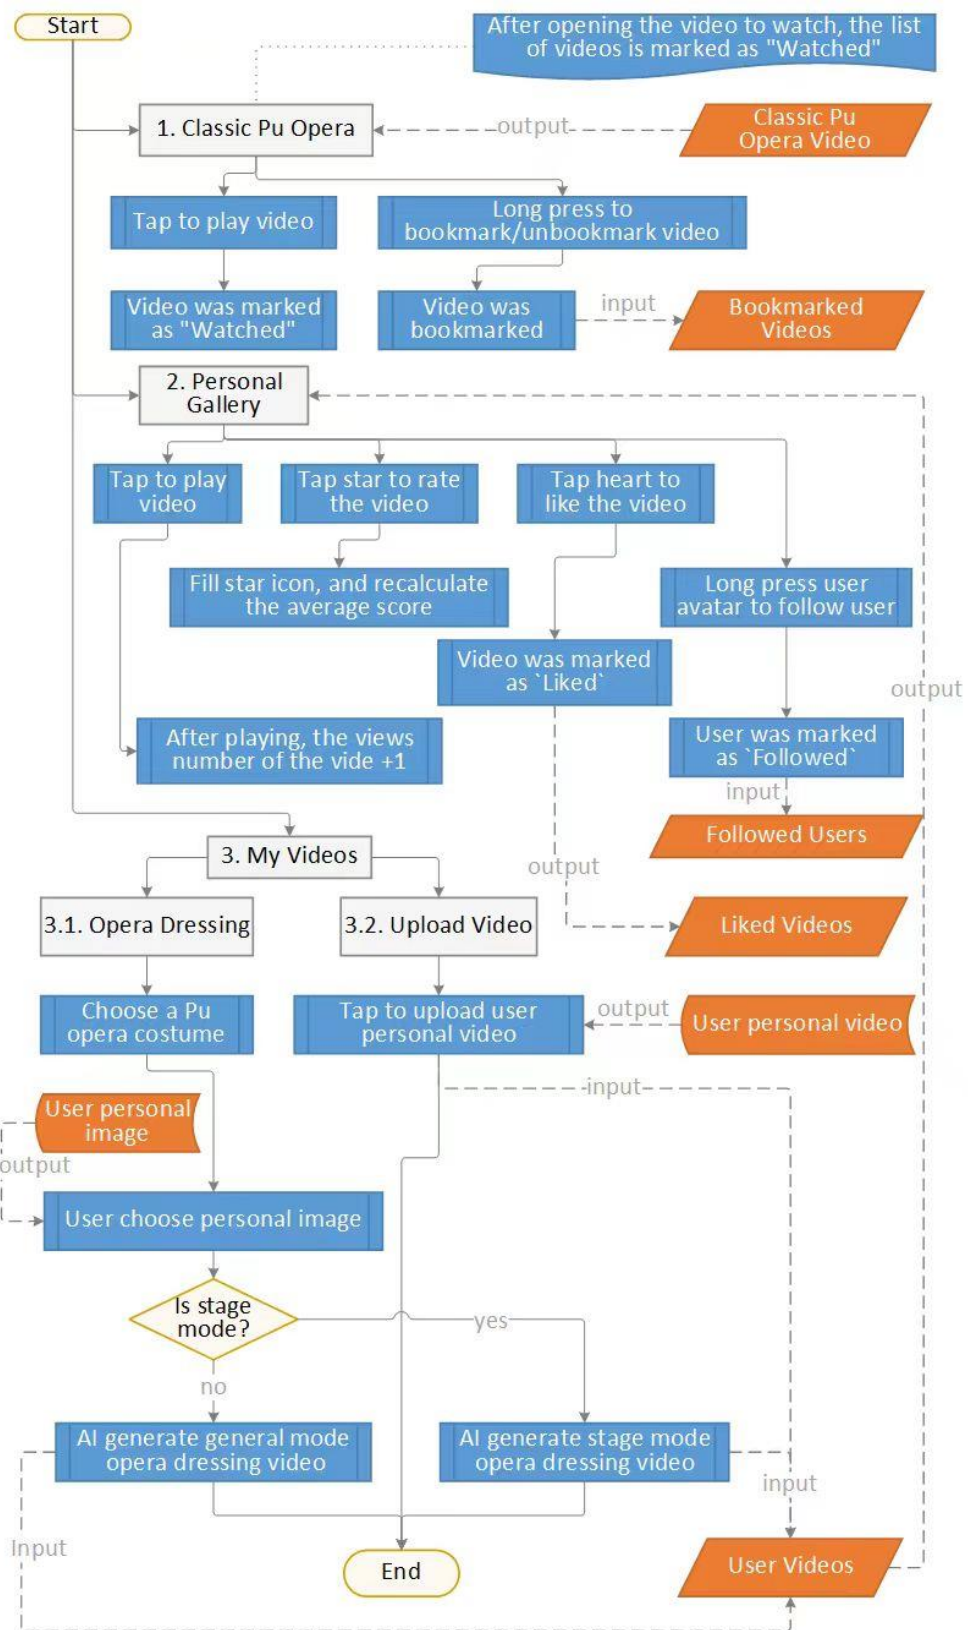 Start
After opening the video to watch, the list
of videos is marked as "Watched"
1. Classic Pu Opera
output
Classic Pu
Opera Video
Tap to play video
Long press to
bookmark/unbookmark video
Video was marked
as "Watched"
Video was
bookmarked
input
Bookmarked
Videos
2. Personal
Gallery
Tap to play
video
Tap star to rate
the video
Tap heart to
like the video
Fill star icon, and recalculate
the average score
Long press user
avatar to follow user
Video was marked
as `Liked`
output
After playing, the views
number of the vide +1
User was marked
as `Followed`
input
Followed Users
3. My Videos
output
3.1. Opera Dressing
3.2. Upload Video
Liked Videos
Choose a Pu
opera costume
Tap to upload user
personal video
output
User personal video
input
User personal
image
output
User choose personal image
Is stage
mode?
yes
no
AI generate general mode
opera dressing video
AI generate stage mode
opera dressing video
input
Input
End
User Videos